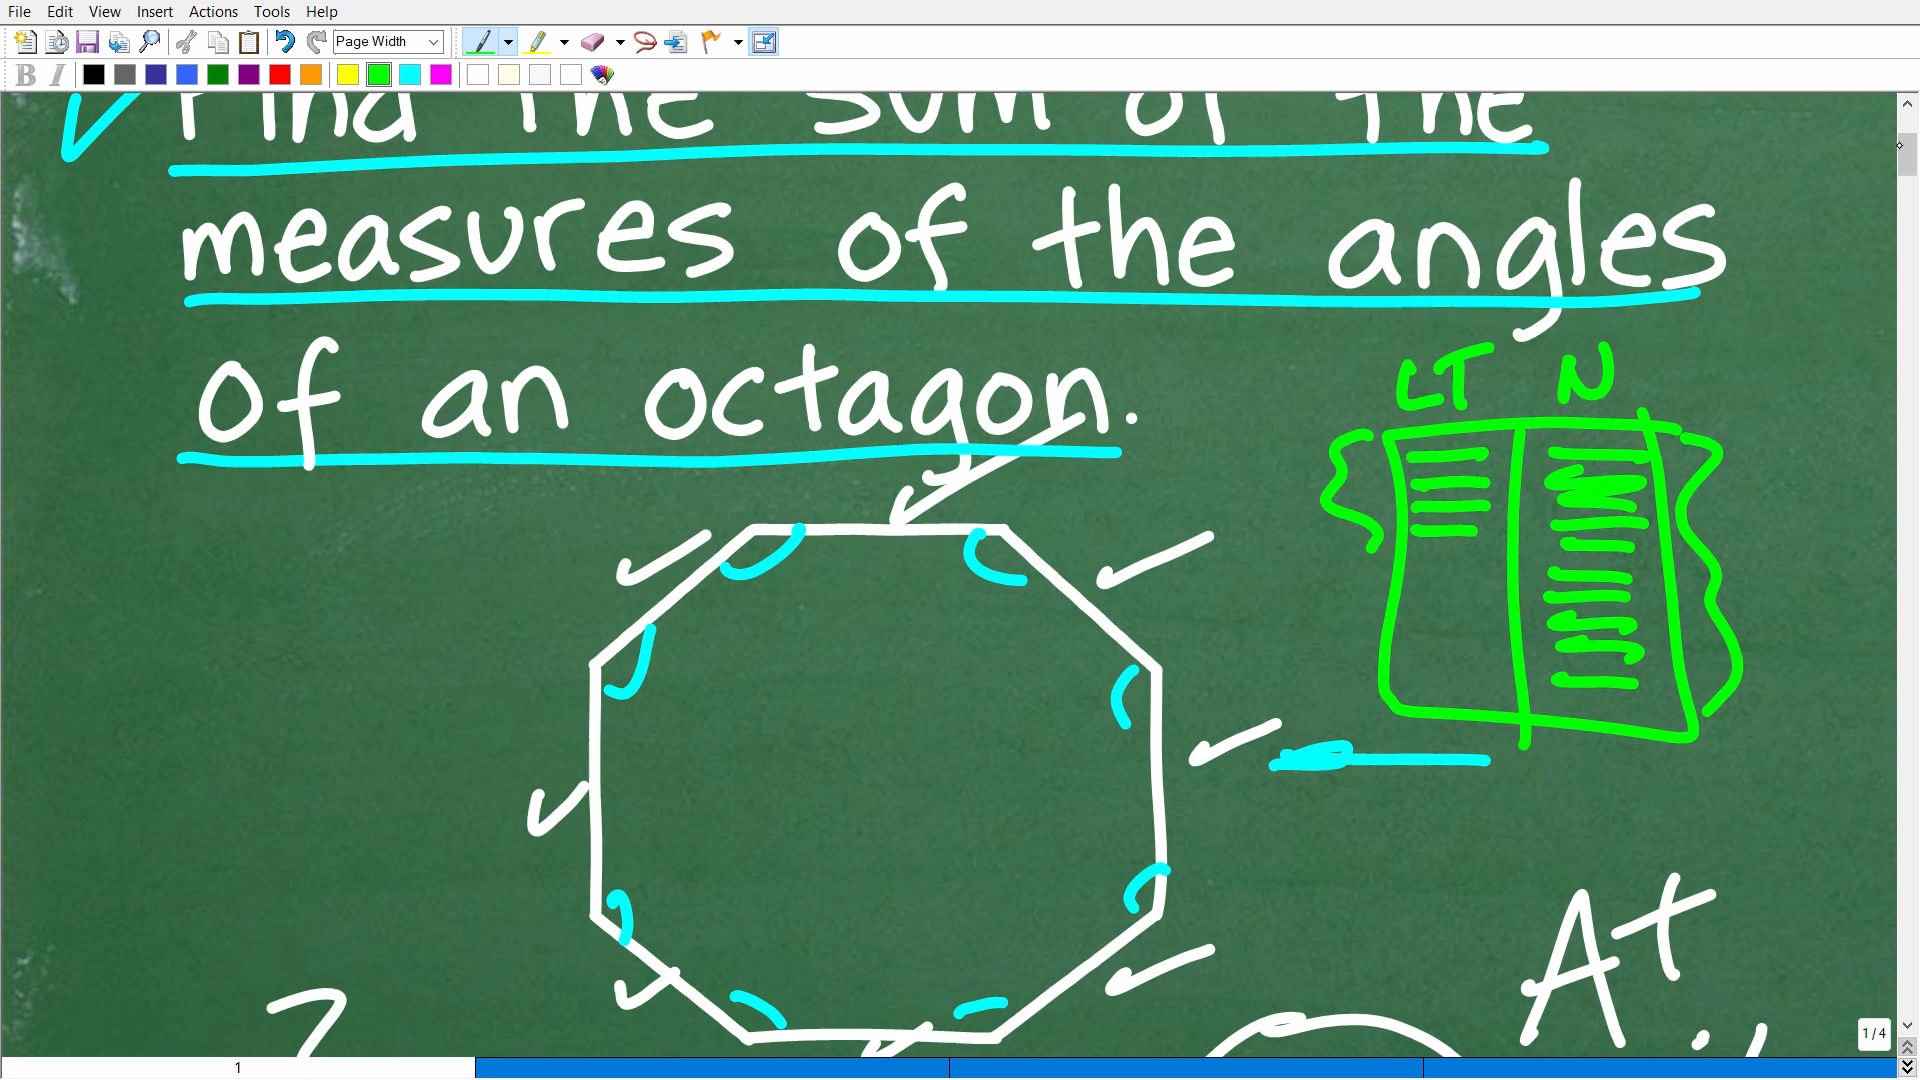 File Edit View Insert Actions Tools Help
Page Width
B I
Find the sum of the
measures of the angles
of an octagon.
LT N
A+
1 / 4
1